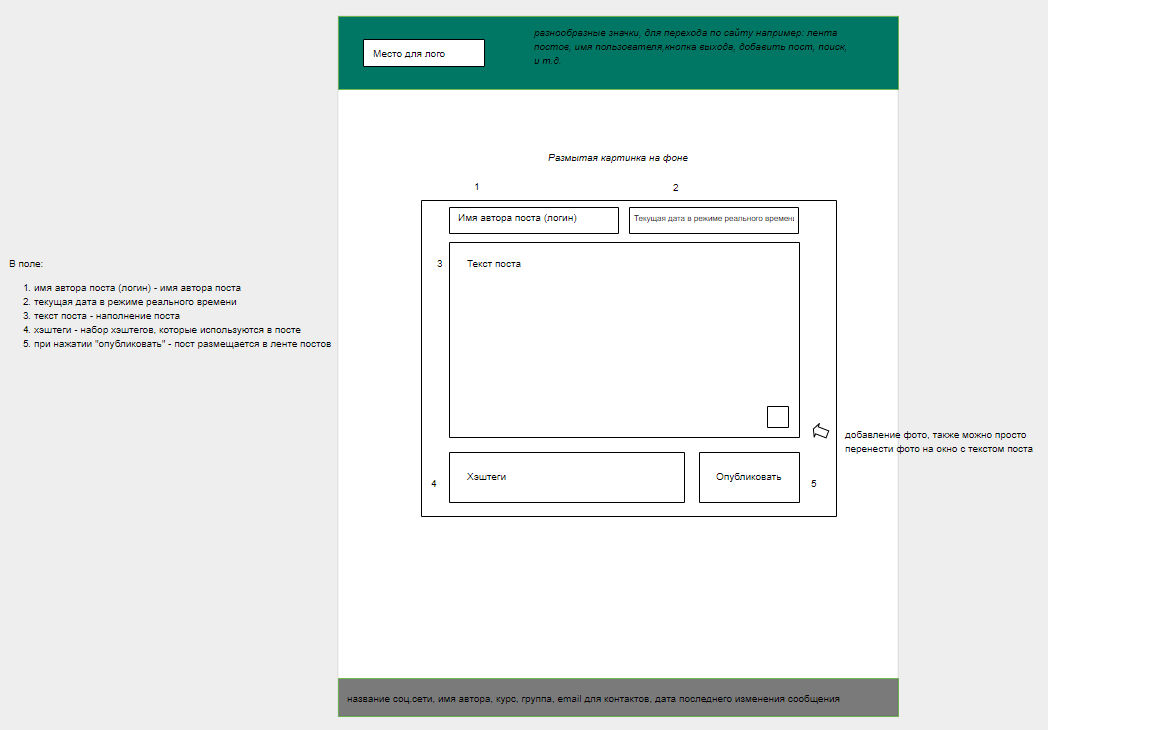 Место для лого
разнообразные значки, для перехода по сайту например: лента
постов, имя пользователя,кнопка выхода, добавить пост, поиск,
и.т.д.
Размытая картинка на фоне
1
2
Имя автора поста (логин)
Текущая дата в режиме реального времени
3
Текст поста
В поле:
1. имя автора поста (логин) - имя автора поста
2. текущая дата в режиме реального времени
3. текст поста - наполнение поста
4. хэштеги - набор хэштегов, которые используются в посте
5. при нажатии "опубликовать" - пост размещается в ленте постов
добавление фото, также можно просто
перенести фото на окно с текстом поста
4
Хэштеги
Опубликовать
5
название соц.сети, имя автора, курс, группа, email для контактов, дата последнего изменения сообщения